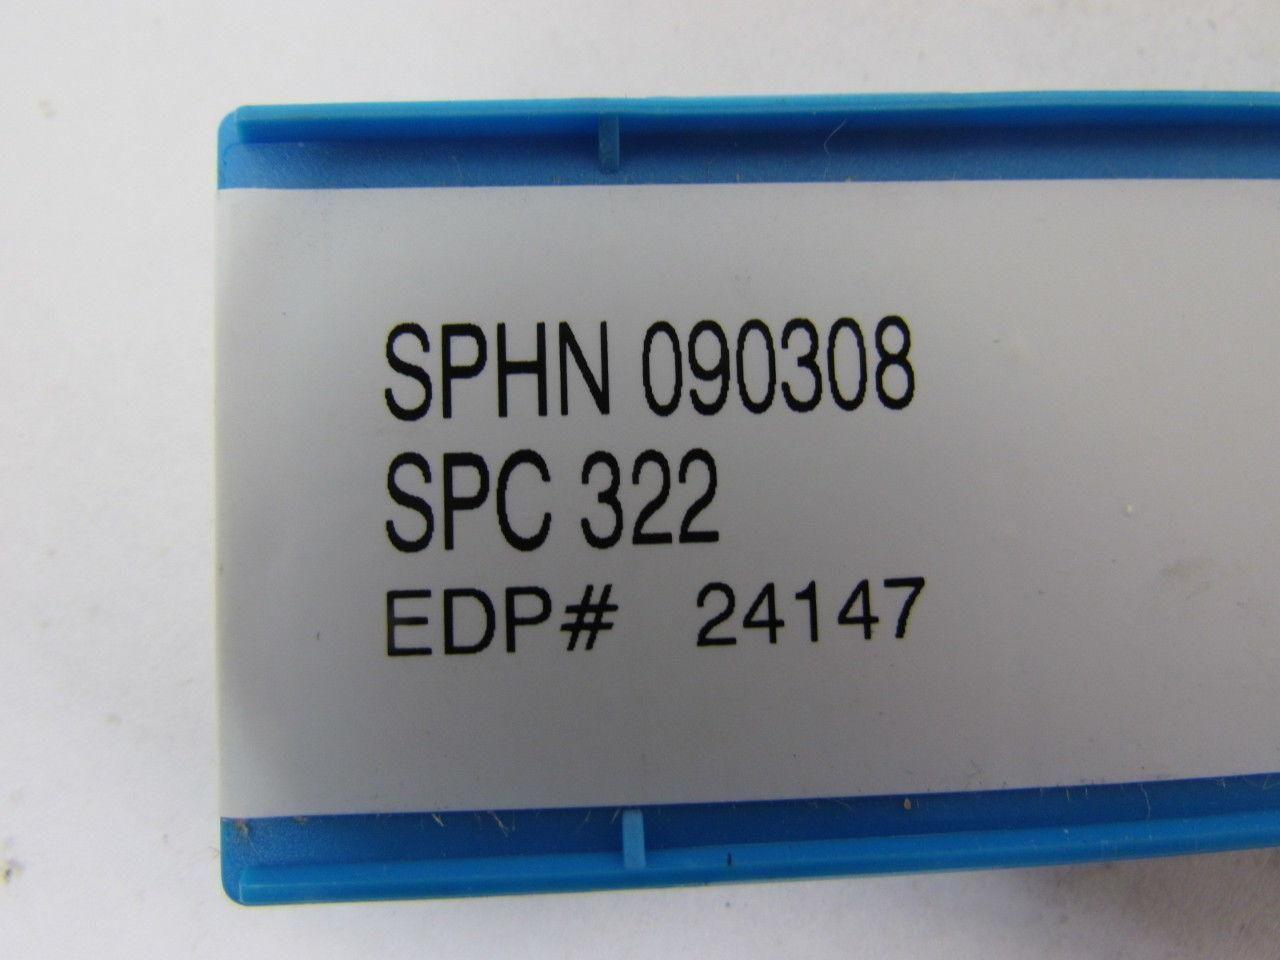 SPHN 090308
SPC 322
EDP# 24147